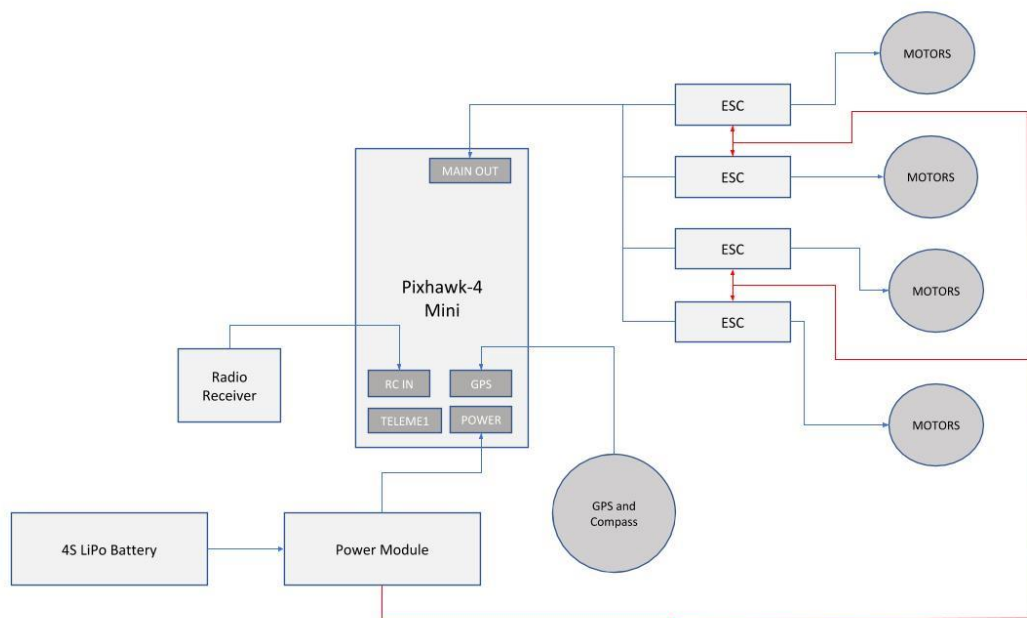 MOTORS
ESC
MAIN OUT
ESC
MOTORS
ESC
Pixhawk-4
Mini
MOTORS
ESC
Radio
Receiver
RC IN
GPS
TELEME1
POWER
MOTORS
GPS and
Compass
4S LiPo Battery
Power Module